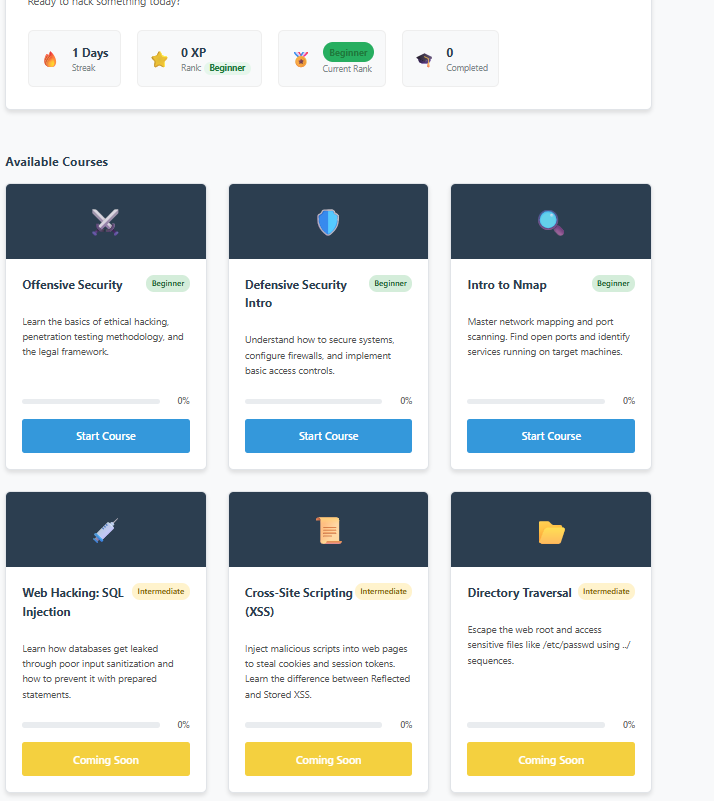 Ready to hack something today?
1 Days
Streak
0 XP
Rank: Beginner
Beginner
Current Rank
0
Completed
Available Courses
Offensive Security
Beginner
Learn the basics of ethical hacking,
penetration testing methodology, and
the legal framework.
0%
Start Course
Defensive Security
Intro
Beginner
Understand how to secure systems,
configure firewalls, and implement
basic access controls.
0%
Start Course
Intro to Nmap
Beginner
Master network mapping and port
scanning. Find open ports and identify
services running on target machines.
0%
Start Course
Web Hacking: SQL
Injection
Intermediate
Learn how databases get leaked
through poor input sanitization and
how to prevent it with prepared
statements.
0%
Coming Soon
Cross-Site Scripting
(XSS)
Intermediate
Inject malicious scripts into web pages
to steal cookies and session tokens.
Learn the difference between Reflected
and Stored XSS.
0%
Coming Soon
Directory Traversal
Intermediate
Escape the web root and access
sensitive files like /etc/passwd using ../
sequences.
0%
Coming Soon